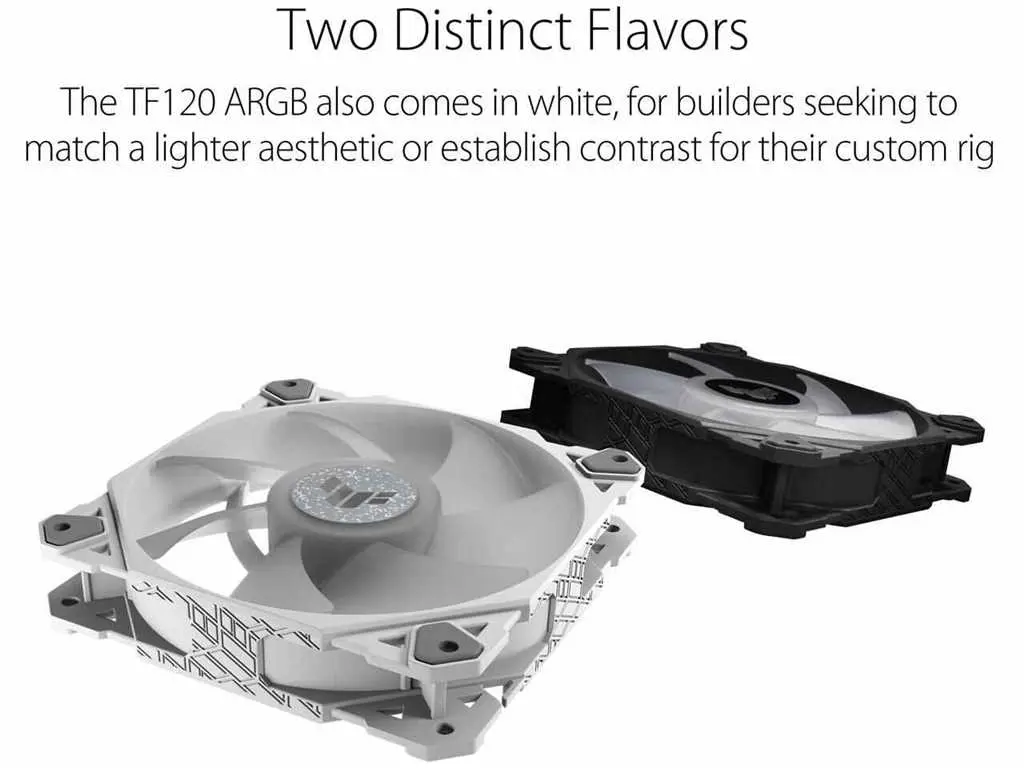 Two Distinct Flavors
The TF120 ARGB also comes in white, for builders seeking to
match a lighter aesthetic or establish contrast for their custom rig